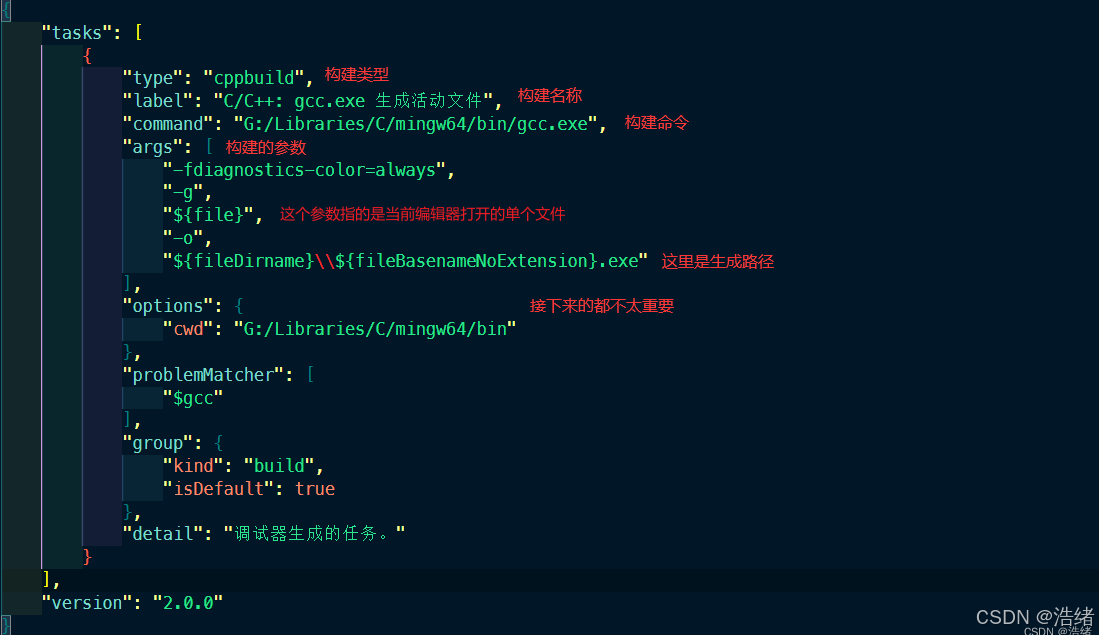 {
"tasks": [
{
"type": "cppbuild", 构建类型
"label": "C/C++: gcc.exe 生成活动文件", 构建名称
"command": "G:/Libraries/C/mingw64/bin/gcc.exe", 构建命令
"args": [ 构建的参数
"-fdiagnostics-color=always",
"-g",
"${file}", 这个参数指的是当前编辑器打开的单个文件
"-o",
"${fileDirname}\\${fileBasenameNoExtension}.exe" 这里是生成路径
],
"options": { 接下来的都不太重要
"cwd": "G:/Libraries/C/mingw64/bin"
},
"problemMatcher": [
"$gcc"
],
"group": {
"kind": "build",
"isDefault": true
},
"detail": "调试器生成的任务。"
}
],
"version": "2.0.0"
}
CSDN @浩绪
CSDN @浩绪